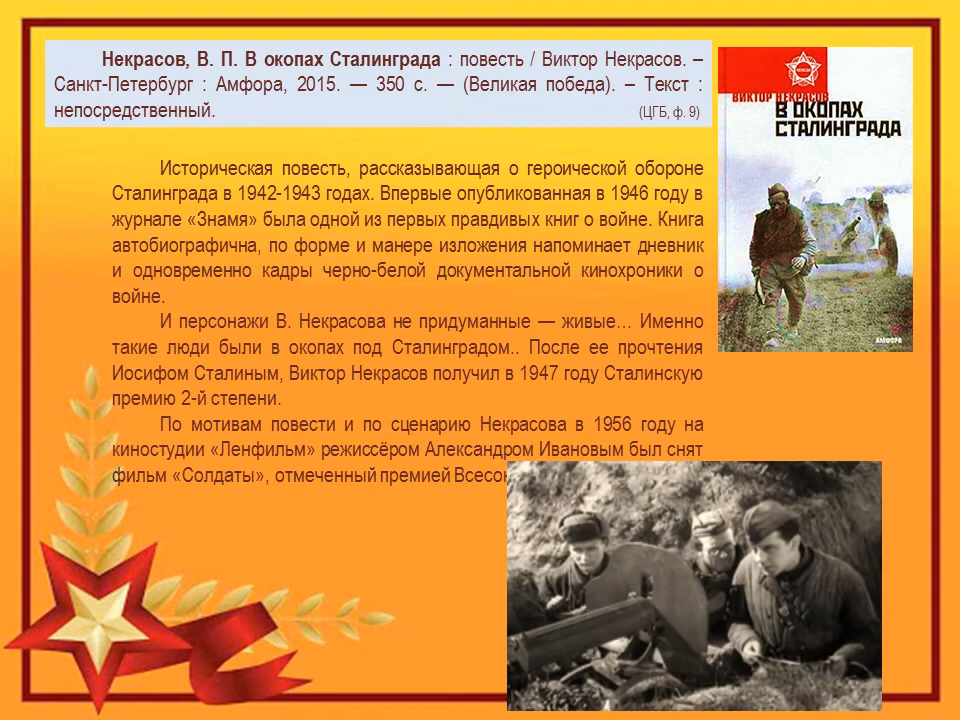 Некрасов, В. П. В окопах Сталинграда : повесть / Виктор Некрасов. –
Санкт-Петербург : Амфора, 2015. — 350 с. — (Великая победа). – Текст :
непосредственный. (ЦГБ, ф. 9)
Историческая повесть, рассказывающая о героической обороне
Сталинграда в 1942-1943 годах. Впервые опубликованная в 1946 году в
журнале «Знамя» была одной из первых правдивых книг о войне. Книга
автобиографична, по форме и манере изложения напоминает дневник
и одновременно кадры черно-белой документальной кинохроники о
войне.
И персонажи В. Некрасова не придуманные — живые… Именно
такие люди были в окопах под Сталинградом.. После ее прочтения
Иосифом Сталиным, Виктор Некрасов получил в 1947 году Сталинскую
премию 2-й степени.
По мотивам повести и по сценарию Некрасова в 1956 году на
киностудии «Ленфильм» режиссёром Александром Ивановым был снят
фильм «Солдаты», отмеченный премией
ВИКТОР НЕКРАСОВ
В ОКОПАХ
СТАЛИНГРАДА
АМФОРА